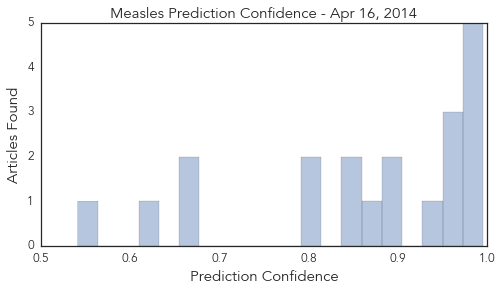 Measles Prediction Confidence - Apr 16, 2014
Articles Found
5
4
3
2
1
0
0.5 0.6 0.7 0.8 0.9 1.0
Prediction Confidence